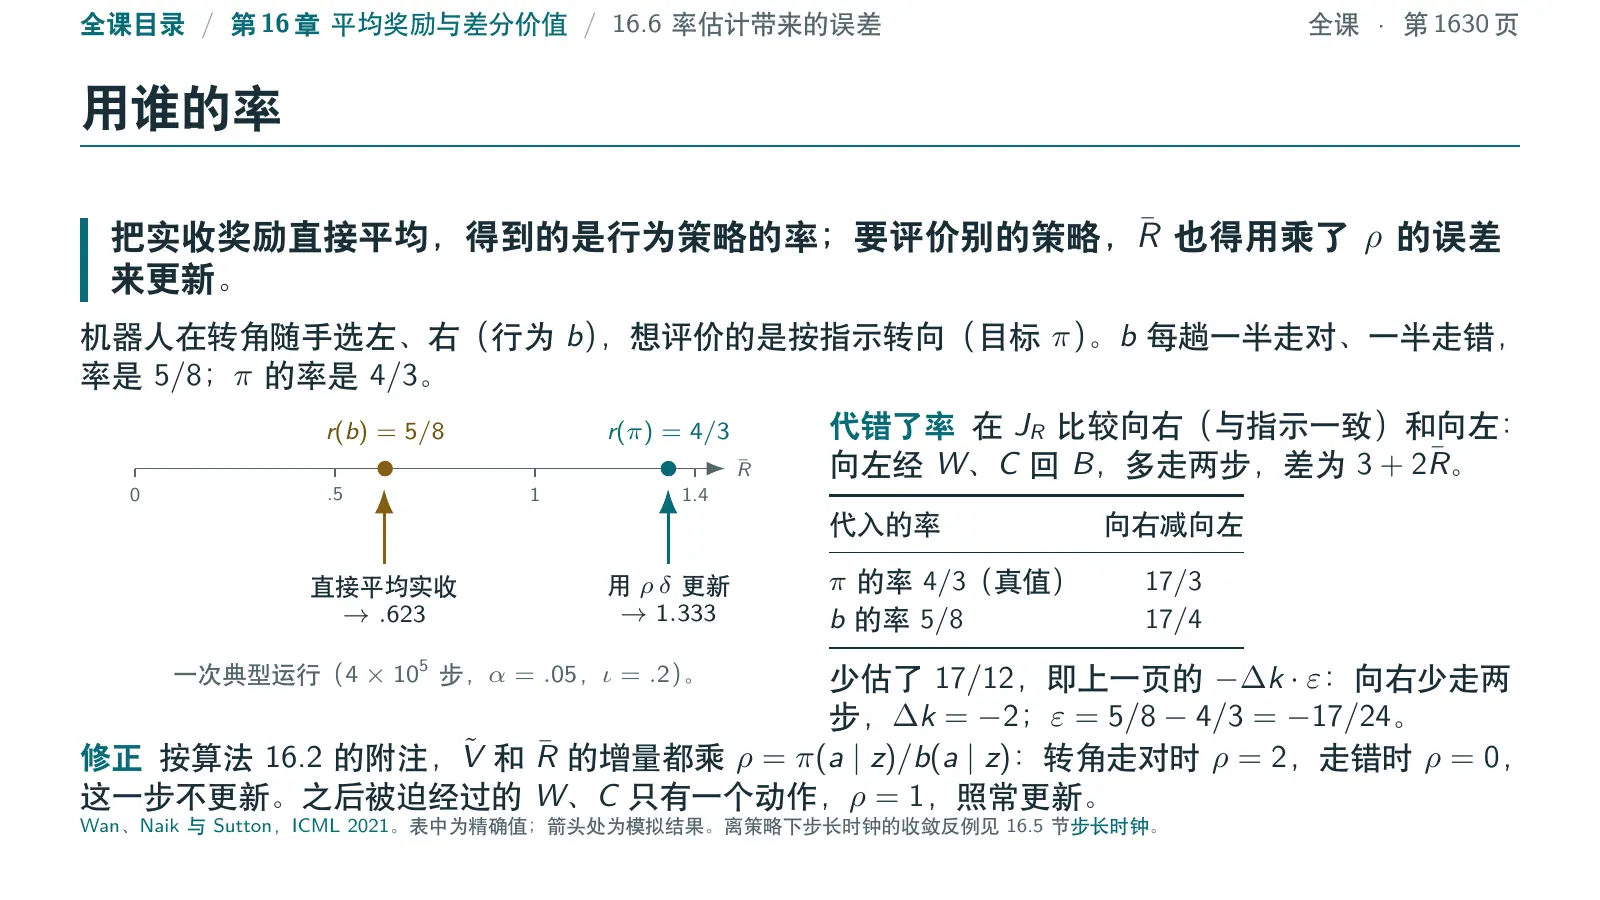 全课目录 / 第 16 章 平均奖励与差分价值 / 16.6 率估计带来的误差
全课 · 第 1630 页
用谁的率
把实收奖励直接平均，得到的是行为策略的率；要评价别的策略，R̄ 也得用乘了 ρ 的误差
来更新。
机器人在转角随手选左、右（行为 b），想评价的是按指示转向（目标 π）。b 每趟一半走对、一半走错，
率是 5/8；π 的率是 4/3。
r(b) = 5/8
r(π) = 4/3
R̄
0
.5
1
1.4
直接平均实收
→ .623
用 ρ δ 更新
→ 1.333
一次典型运行（4 × 10⁵ 步，α = .05，ι = .2）。
代错了率 在 J_R 比较向右（与指示一致）和向左：
向左经 W、C 回 B，多走两步，差为 3 + 2R̄。
代入的率 向右减向左
π 的率 4/3（真值） 17/3
b 的率 5/8 17/4
少估了 17/12，即上一页的 −Δk · ε：向右少走两
步，Δk = −2；ε = 5/8 − 4/3 = −17/24。
修正 按算法 16.2 的附注，Ṽ 和 R̄ 的增量都乘 ρ = π(a | z)/b(a | z)：转角走对时 ρ = 2，走错时 ρ = 0，
这一步不更新。之后被迫经过的 W、C 只有一个动作，ρ = 1，照常更新。
Wan、Naik 与 Sutton，ICML 2021。表中为精确值；箭头处为模拟结果。离策略下步长时钟的收敛反例见 16.5 节步长时钟。